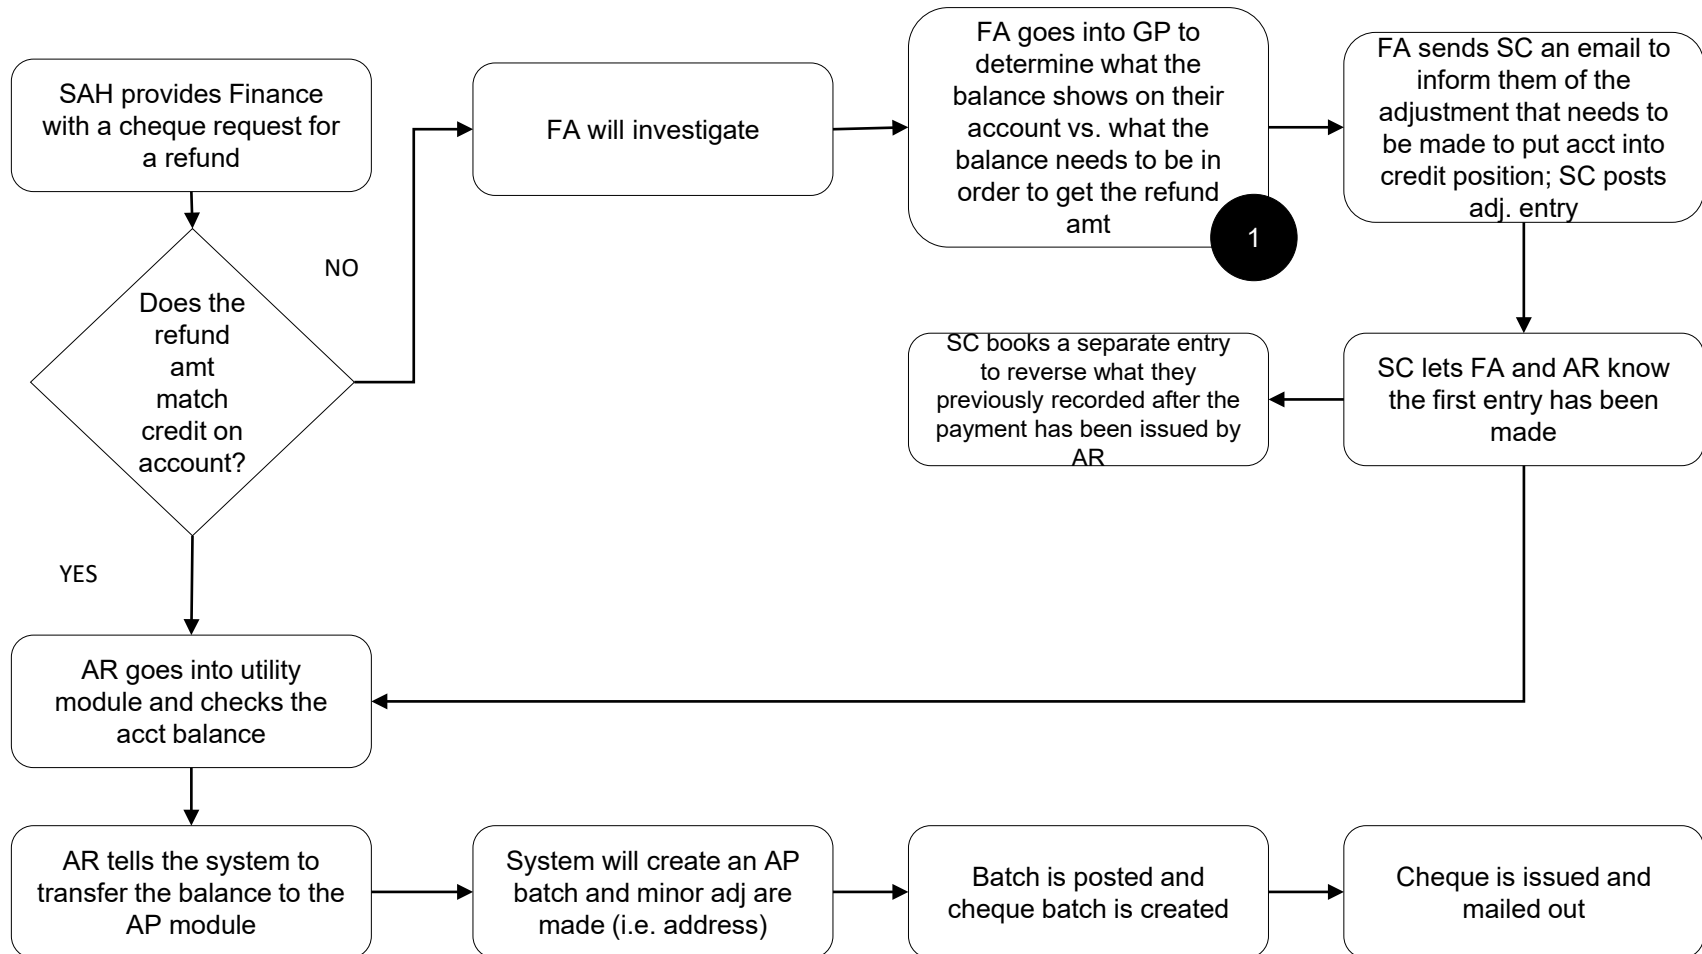 SAH provides Finance
with a cheque request for
a refund
Does the
refund
amt
match
credit on
account?
NO
YES
FA will investigate
FA goes into GP to
determine what the
balance shows on their
account vs. what the
balance needs to be in
order to get the refund
amt
1
FA sends SC an email to
inform them of the
adjustment that needs to
be made to put acct into
credit position; SC posts
adj. entry
SC lets FA and AR know
the first entry has been
made
SC books a separate entry
to reverse what they
previously recorded after the
payment has been issued by
AR
AR goes into utility
module and checks the
acct balance
AR tells the system to
transfer the balance to the
AP module
System will create an AP
batch and minor adj are
made (i.e. address)
Batch is posted and
cheque batch is created
Cheque is issued and
mailed out